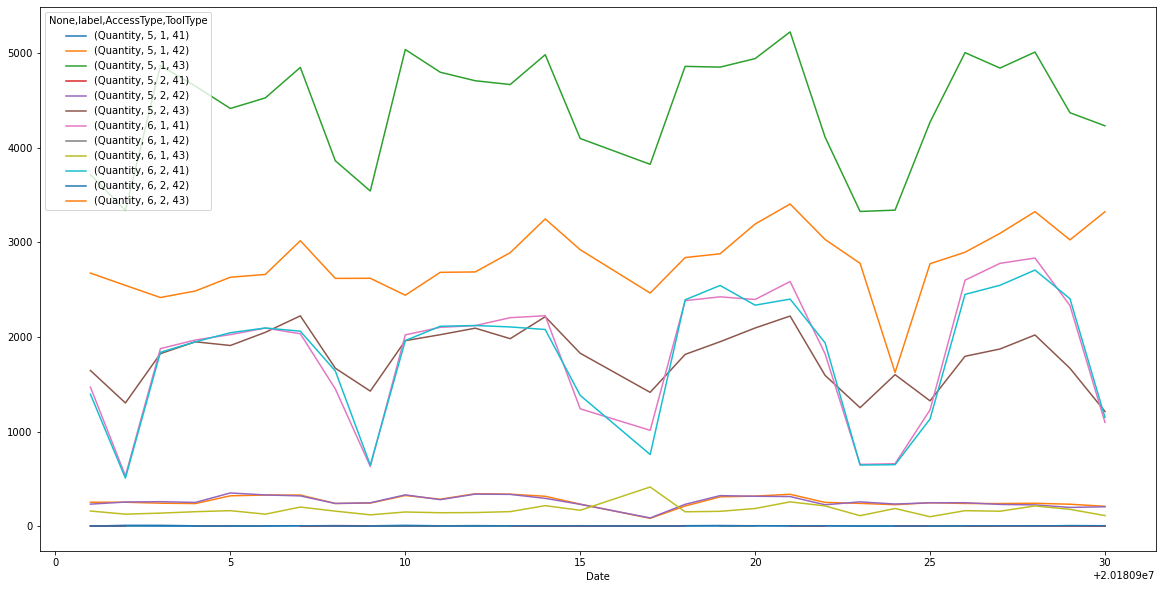 None,label,AccessType,ToolType
(Quantity, 5, 1, 41)
(Quantity, 5, 1, 42)
(Quantity, 5, 1, 43)
(Quantity, 5, 2, 41)
(Quantity, 5, 2, 42)
(Quantity, 5, 2, 43)
(Quantity, 6, 1, 41)
(Quantity, 6, 1, 42)
(Quantity, 6, 1, 43)
(Quantity, 6, 2, 41)
(Quantity, 6, 2, 42)
(Quantity, 6, 2, 43)
5000
4000
3000
2000
1000
0
0 5 10 15 20 25 30
Date
+2.01809e7